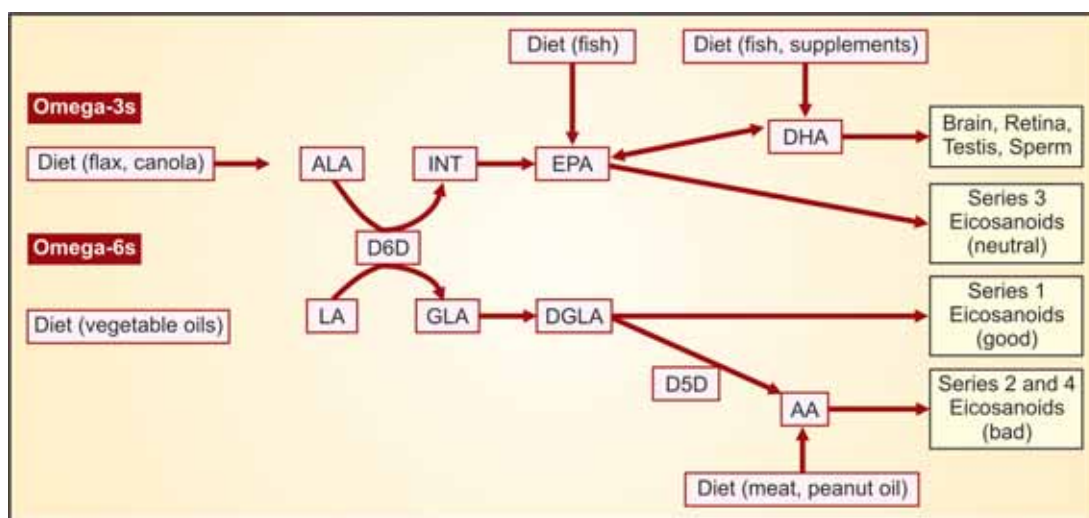 Diet (fish)
Diet (fish, supplements)
Omega-3s
DHA
Brain, Retina,
Testis, Sperm
Diet (flax, canola)
ALA
INT
EPA
Series 3
Eicosanoids
(neutral)
Omega-6s
D6D
Diet (vegetable oils)
LA
GLA
DGLA
Series 1
Eicosanoids
(good)
D5D
AA
Series 2 and 4
Eicosanoids
(bad)
Diet (meat, peanut oil)